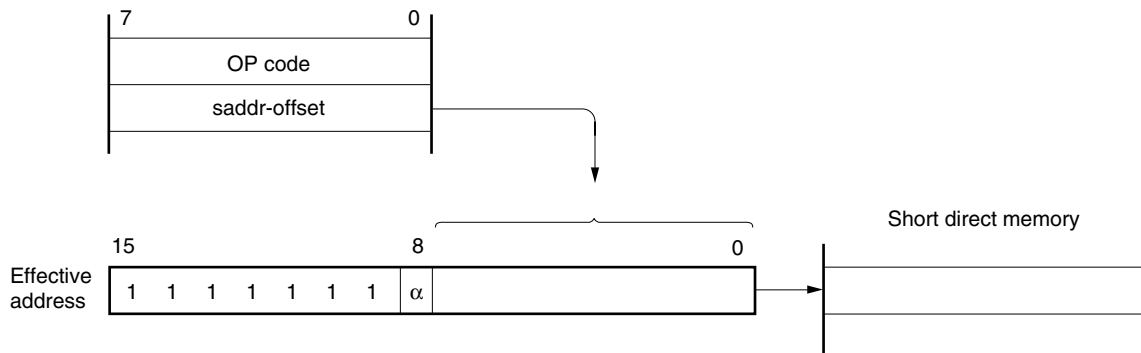 7 0
OP code
saddr-offset
Short direct memory
15 8 0
Effective
address
1 1 1 1 1 1 1 α